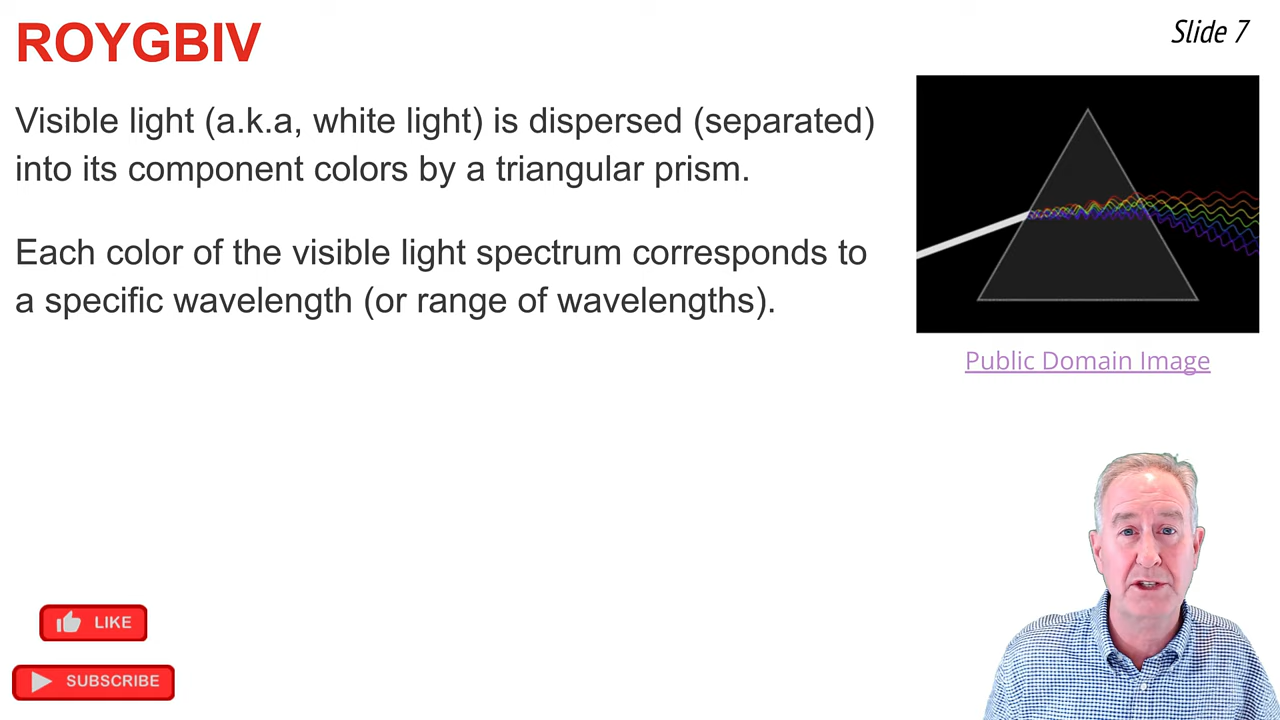 ROYGBIV
Slide 7
Visible light (a.k.a, white light) is dispersed (separated)
into its component colors by a triangular prism.
Each color of the visible light spectrum corresponds to
a specific wavelength (or range of wavelengths).
Public Domain Image
LIKE
SUBSCRIBE